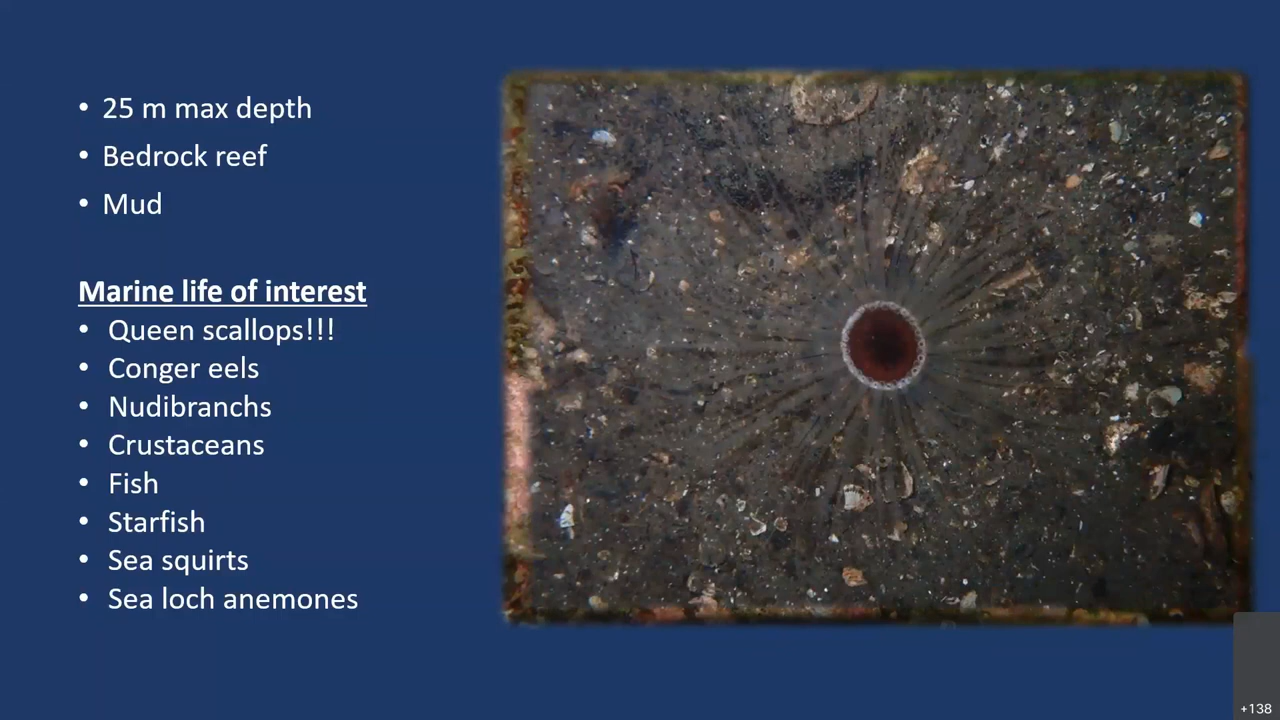 • 25 m max depth
• Bedrock reef
• Mud
Marine life of interest
• Queen scallops!!!
• Conger eels
• Nudibranchs
• Crustaceans
• Fish
• Starfish
• Sea squirts
• Sea loch anemones
+138